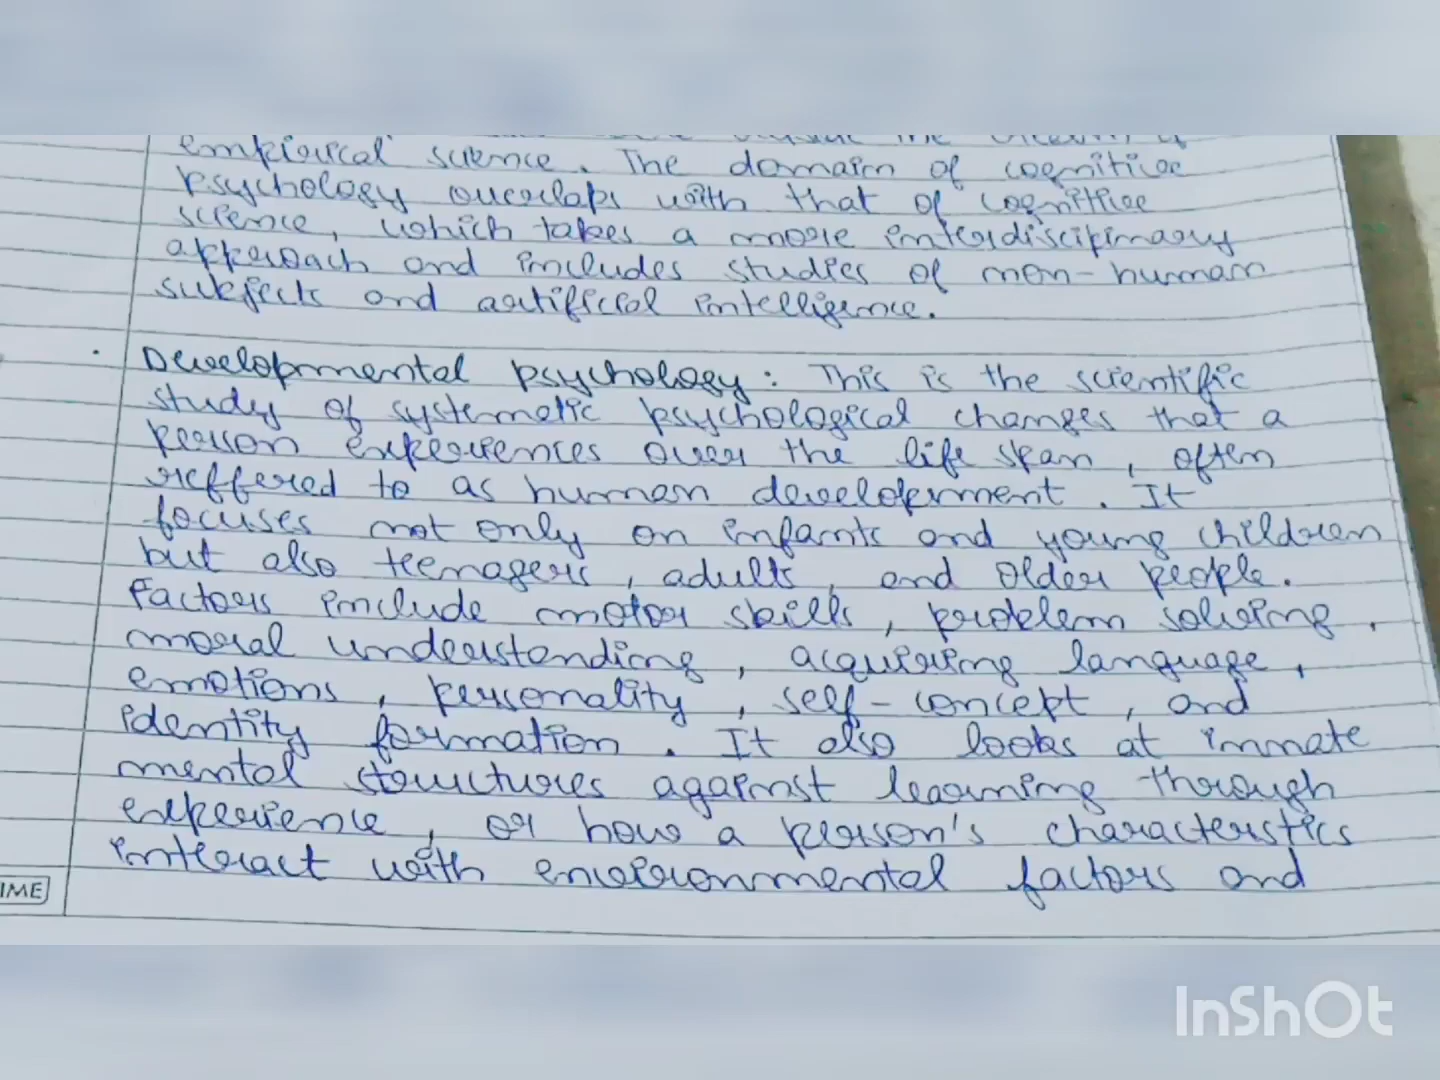 empirical science. The domain of cognitive
psychology overlaps with that of cognitive
science, which takes a more interdisciplinary
approach and includes studies of non-human
subjects and artificial intelligence.
Developmental psychology: This is the scientific
study of systematic psychological changes that a
person experiences over the life span, often
reffered to as human development. It
focuses not only on infants and young children
but also teenagers, adults, and older people.
Factors include motor skills, problem solving,
moral understanding, acquiring language,
emotions, personality, self-concept, and
identity formation. It also looks at innate
mental structures against learning through
experience, or how a person's characteristics
interact with environmental factors and
IME
InShOt